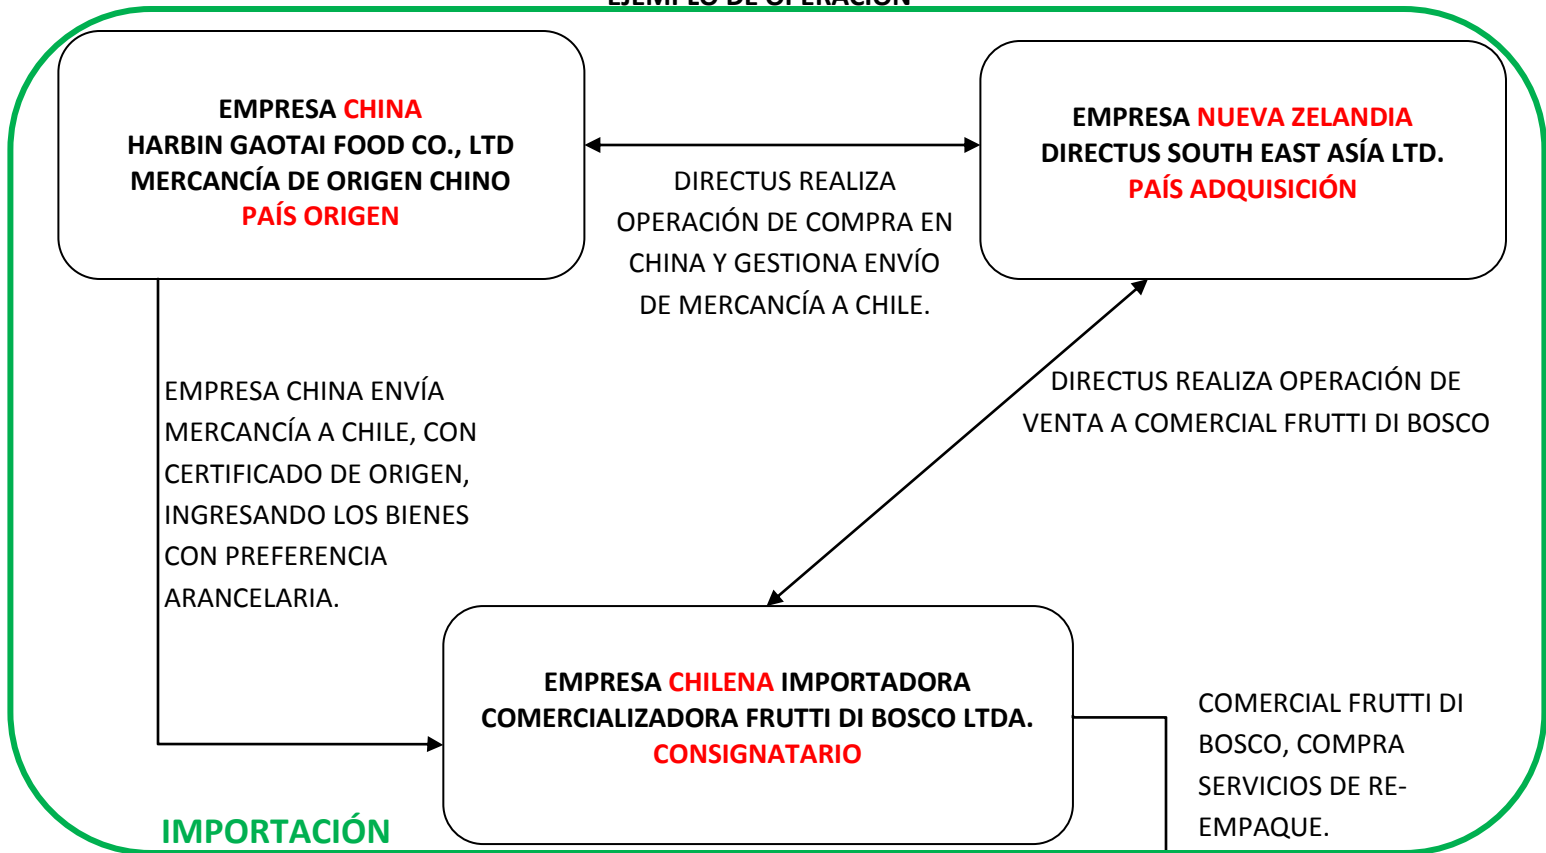 EJEMPLO DE OPERACIÓN
EMPRESA CHINA
HARBIN GAOTAI FOOD CO., LTD
MERCANCÍA DE ORIGEN CHINO
PAÍS ORIGEN
EMPRESA NUEVA ZELANDIA
DIRECTUS SOUTH EAST ASÍA LTD.
PAÍS ADQUISICIÓN
DIRECTUS REALIZA
OPERACIÓN DE COMPRA EN
CHINA Y GESTIONA ENVÍO
DE MERCANCÍA A CHILE.
EMPRESA CHINA ENVÍA
MERCANCÍA A CHILE, CON
CERTIFICADO DE ORIGEN,
INGRESANDO LOS BIENES
CON PREFERENCIA
ARANCELARIA.
DIRECTUS REALIZA OPERACIÓN DE
VENTA A COMERCIAL FRUTTI DI BOSCO
EMPRESA CHILENA IMPORTADORA
COMERCIALIZADORA FRUTTI DI BOSCO LTDA.
CONSIGNATARIO
COMERCIAL FRUTTI DI
BOSCO, COMPRA
SERVICIOS DE RE-
EMPAQUE.
IMPORTACIÓN